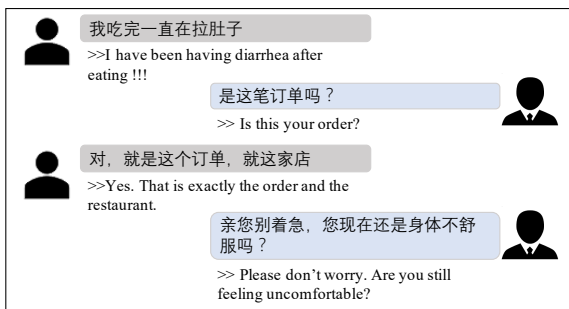 我吃完一直在拉肚子
>>I have been having diarrhea after
eating !!!
是这笔订单吗？
>> Is this your order?
对，就是这个订单，就这家店
>>Yes. That is exactly the order and the
restaurant.
亲您别着急，您现在还是身体不舒
服吗？
>> Please don’t worry. Are you still
feeling uncomfortable?